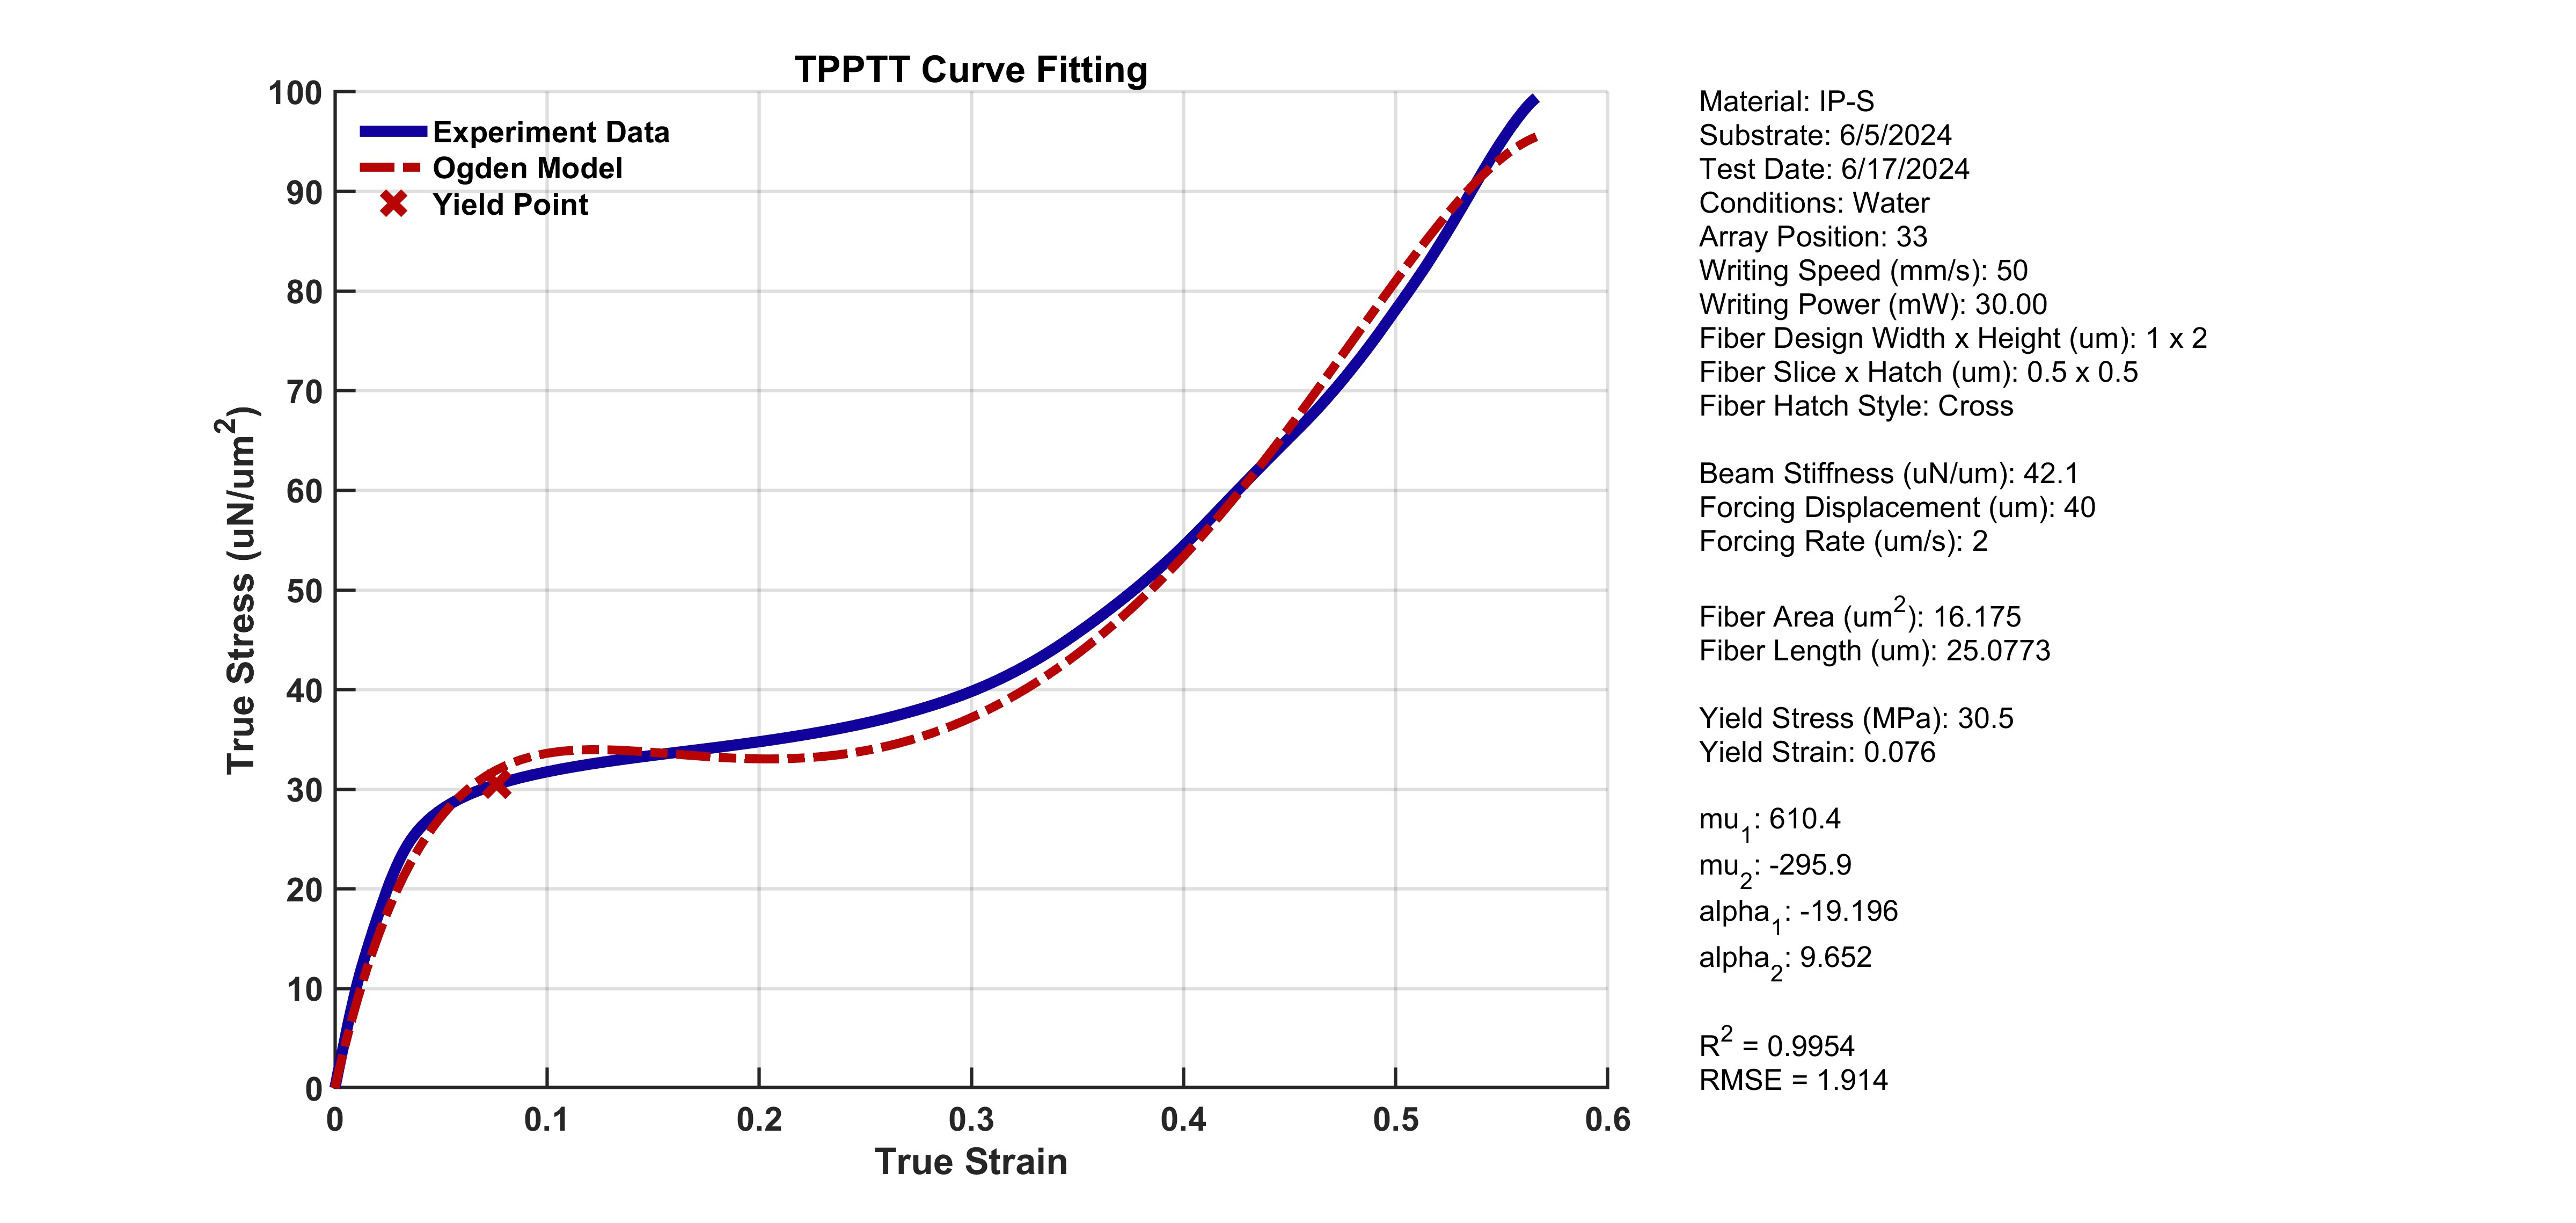 TPPTT Curve Fitting
100
90
80
70
60
50
40
30
20
10
0
True Stress (uN/um²)
Experiment Data
Ogden Model
Yield Point
0
0.1
0.2
0.3
0.4
0.5
0.6
True Strain
Material: IP-S
Substrate: 6/5/2024
Test Date: 6/17/2024
Conditions: Water
Array Position: 33
Writing Speed (mm/s): 50
Writing Power (mW): 30.00
Fiber Design Width x Height (um): 1 x 2
Fiber Slice x Hatch (um): 0.5 x 0.5
Fiber Hatch Style: Cross
Beam Stiffness (uN/um): 42.1
Forcing Displacement (um): 40
Forcing Rate (um/s): 2
Fiber Area (um²): 16.175
Fiber Length (um): 25.0773
Yield Stress (MPa): 30.5
Yield Strain: 0.076
mu₁: 610.4
mu₂: -295.9
alpha₁: -19.196
alpha₂: 9.652
R² = 0.9954
RMSE = 1.914